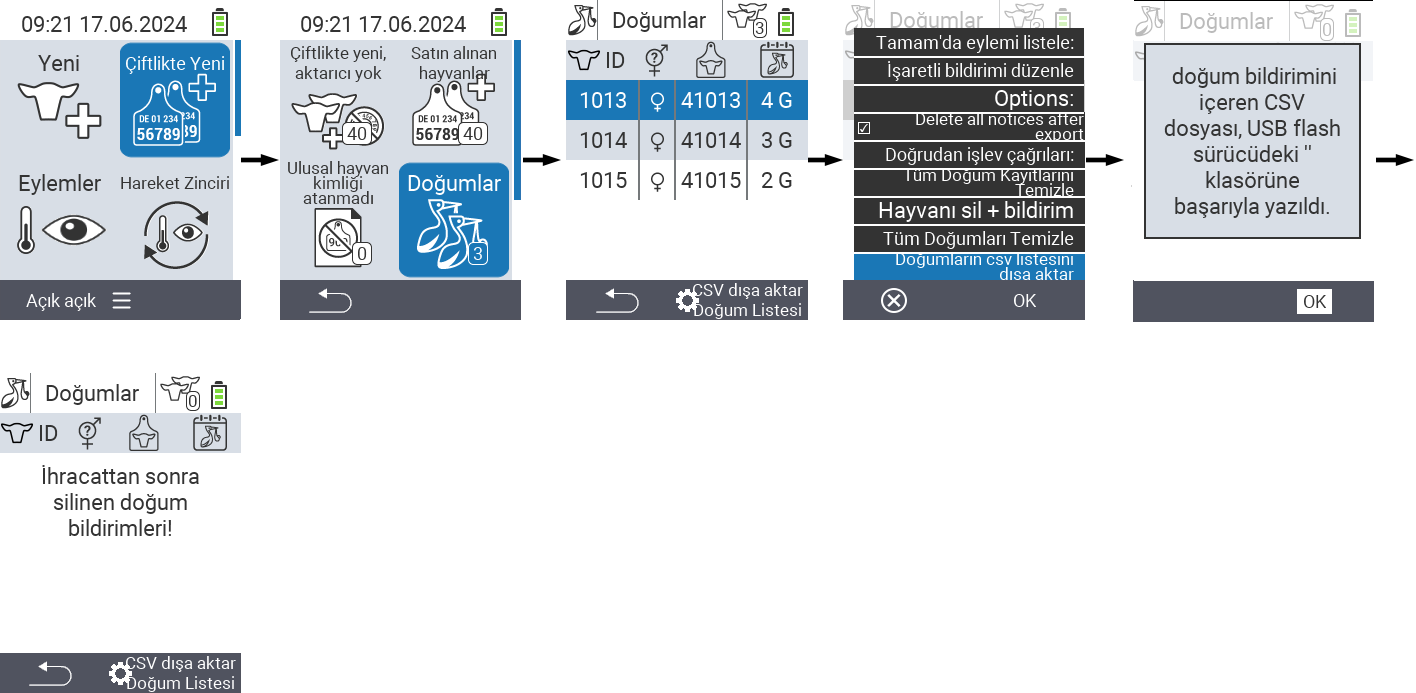 09:21 17.06.2024
Yeni
Çiftlikte Yeni
DE 01 234
56789
89
Eylemler
Hareket Zinciri
Açık açık
09:21 17.06.2024
Çiftlikte yeni,
aktarıcı yok
40
Satın alınan
hayvanlar
DE 01 234
234
56789
40
Ulusal hayvan
kimliği
atanmadı
0
Doğumlar
3
Doğumlar
3
ID
1013 ♀ 41013 4 G
1014 ♀ 41014 3 G
1015 ♀ 41015 2 G
CSV dışa aktar
Doğum Listesi
Doğumlar
Tamam'da eylemi listele:
İşaretli bildirimi düzenle
Options:
Delete all notices after
export
Doğrudan işlev çağrıları:
Tüm Doğum Kayıtlarını
Temizle
Hayvanı sil + bildirim
Tüm Doğumları Temizle
Doğumların csv listesini
dışa aktar
OK
Doğumlar
0
doğum bildirimini
içeren CSV
dosyası, USB flash
sürücüdeki "
klasörüne
başarıyla yazıldı.
OK
Doğumlar
0
ID
İhracattan sonra
silinen doğum
bildirimleri!
CSV dışa aktar
Doğum Listesi